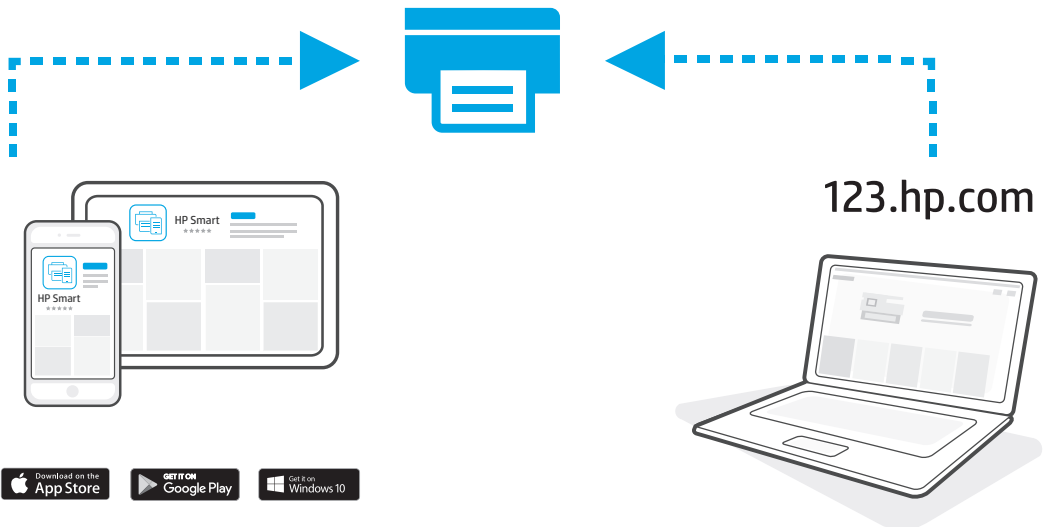 123.hp.com
HP Smart
HP Smart
Download on the
App Store
GET IT ON
Google Play
Get it on
Windows 10